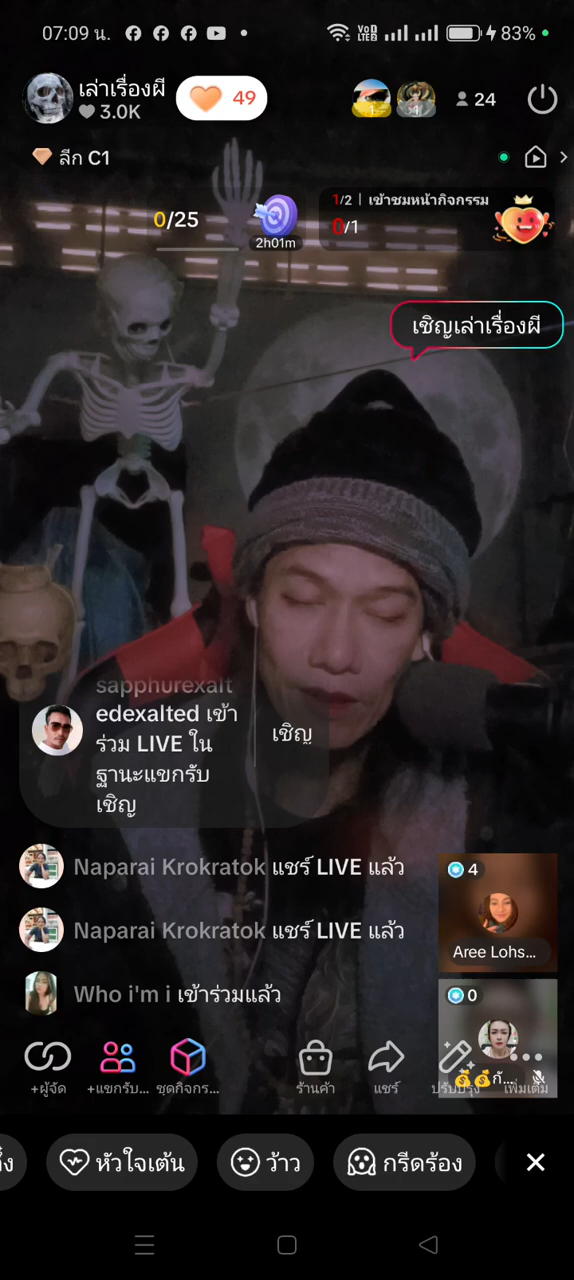 07:09 น.
VoD LTE2
83%
เล่าเรื่องผี
3.0K
49
1
1
24
ลีก C1
0/25
2h01m
1/2 | เข้าชมหน้ากิจกรรม
0/1
เชิญเล่าเรื่องผี
sapphurexalt
edexalted เข้า
ร่วม LIVE ใน
ฐานะแขกรับ
เชิญ
เชิญ
Naparai Krokratok แชร์ LIVE แล้ว
4
Aree Lohs...
Naparai Krokratok แชร์ LIVE แล้ว
Who i'm i เข้าร่วมแล้ว
0
+ผู้จัด
+แขกรับ...
ชุดกิจกร...
ร้านค้า
แชร์
ปรับปรุง
เพิ่มเติม
หัวใจเต้น
ว้าว
กรีดร้อง